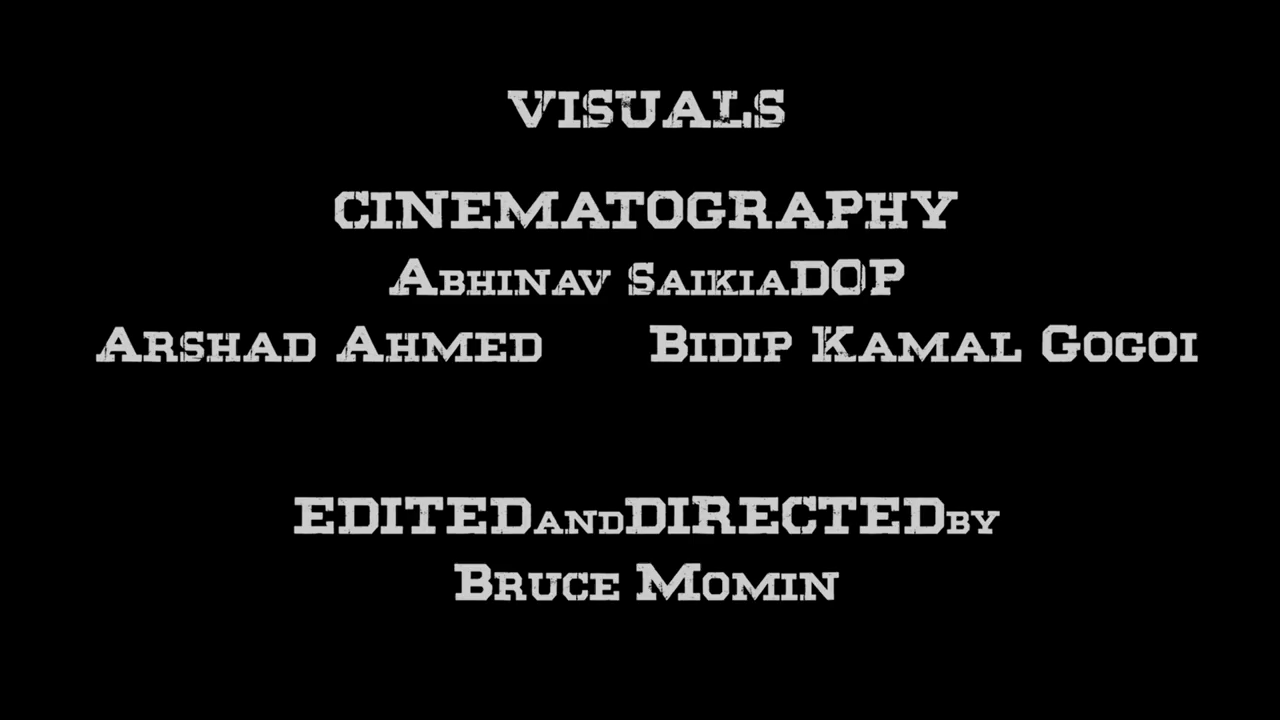 VISUALS
CINEMATOGRAPHY
Abhinav SaikiaDOP
Arshad Ahmed Bidip Kamal Gogoi
EDITEDandDIRECTEDby
Bruce Momin